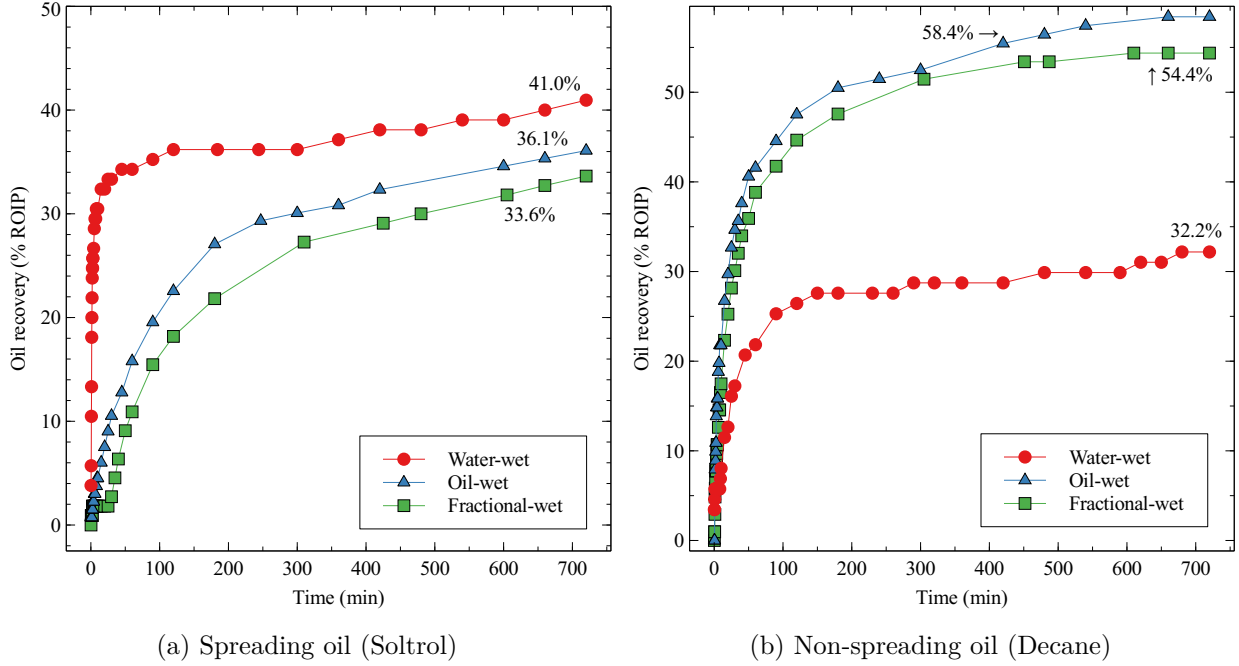 50
40
30
20
10
0
Oil recovery (% ROIP)
41.0%
36.1%
33.6%
Water-wet
Oil-wet
Fractional-wet
0 100 200 300 400 500 600 700
Time (min)
(a) Spreading oil (Soltrol)
50
40
30
20
10
0
Oil recovery (% ROIP)
58.4% →
↑ 54.4%
32.2%
Water-wet
Oil-wet
Fractional-wet
0 100 200 300 400 500 600 700
Time (min)
(b) Non-spreading oil (Decane)